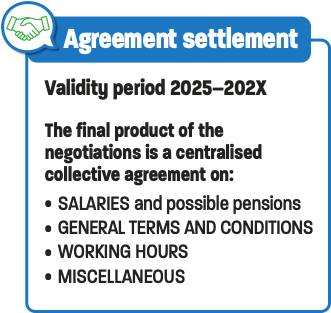 Agreement settlement
Validity period 2025–202X
The final product of the
negotiations is a centralised
collective agreement on:
• SALARIES and possible pensions
• GENERAL TERMS AND CONDITIONS
• WORKING HOURS
• MISCELLANEOUS